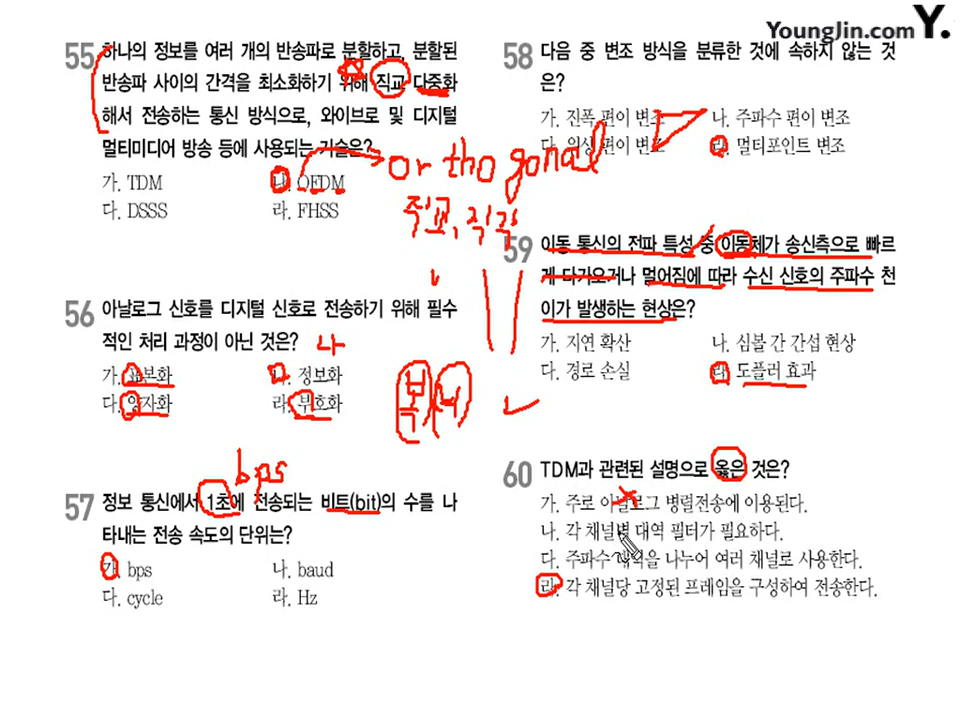 YoungJin.com Y.
55 하나의 정보를 여러 개의 반송파로 분할하고, 분할된
반송파 사이의 간격을 최소화하기 위해 직교 다중화
해서 전송하는 통신 방식으로, 와이브로 및 디지털
멀티미디어 방송 등에 사용되는 기술은?
가. TDM 나. OFDM
다. DSSS 라. FHSS
orthogonal
직교, 직각
56 아날로그 신호를 디지털 신호로 전송하기 위해 필수
적인 처리 과정이 아닌 것은? 나
가. 표본화 나. 정보화
다. 양자화 라. 부호화
bps
57 정보 통신에서 1초에 전송되는 비트(bit)의 수를 나
타내는 전송 속도의 단위는?
가. bps 나. baud
다. cycle 라. Hz
58 다음 중 변조 방식을 분류한 것에 속하지 않는 것
은?
가. 진폭 편이 변조 나. 주파수 편이 변조
다. 위상 편이 변조 라. 멀티포인트 변조
59 이동 통신의 전파 특성 중 이동체가 송신측으로 빠르
게 다가오거나 멀어짐에 따라 수신 신호의 주파수 천
이가 발생하는 현상은?
가. 지연 확산 나. 심볼 간 간섭 현상
다. 경로 손실 라. 도플러 효과
60 TDM과 관련된 설명으로 옳은 것은?
가. 주로 아날로그 병렬전송에 이용된다.
나. 각 채널별 대역 필터가 필요하다.
다. 주파수 대역을 나누어 여러 채널로 사용한다.
라. 각 채널당 고정된 프레임을 구성하여 전송한다.